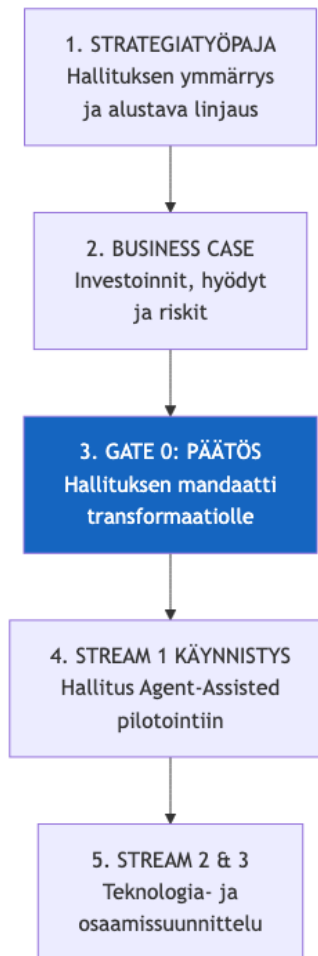 1. STRATEGIATYÖPAJA
Hallituksen ymmärrys
ja alustava linjaus
2. BUSINESS CASE
Investoinnit, hyödyt
ja riskit
3. GATE 0: PÄÄTÖS
Hallituksen mandaatti
transformaatiolle
4. STREAM 1 KÄYNNISTYS
Hallitus Agent-Assisted
pilotointiin
5. STREAM 2 & 3
Teknologia- ja
osaamissuunnittelu